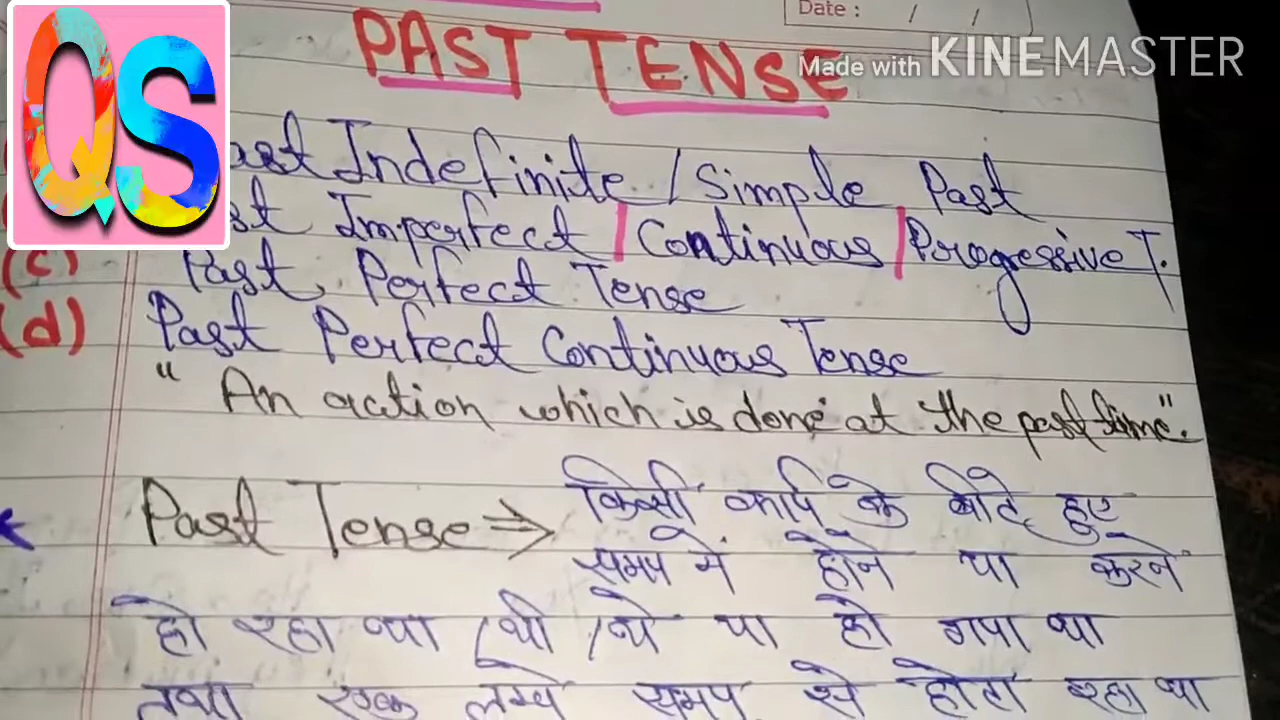 Date : / /
PAST TENSE
Made with KINEMASTER
QS
ast Indefinite / Simple Past
st Imperfect / Continuous / Progressive T.
(c) Past Perfect Tense
(d) Past Perfect Continuous Tense
" An action which is done at the past time".
Past Tense ⇒ किसी कार्य के बीते हुए
समय में होने या करने
हो रहा था / थी / थे या हो गया था
तथा एक लम्बे समय से होता रहा था